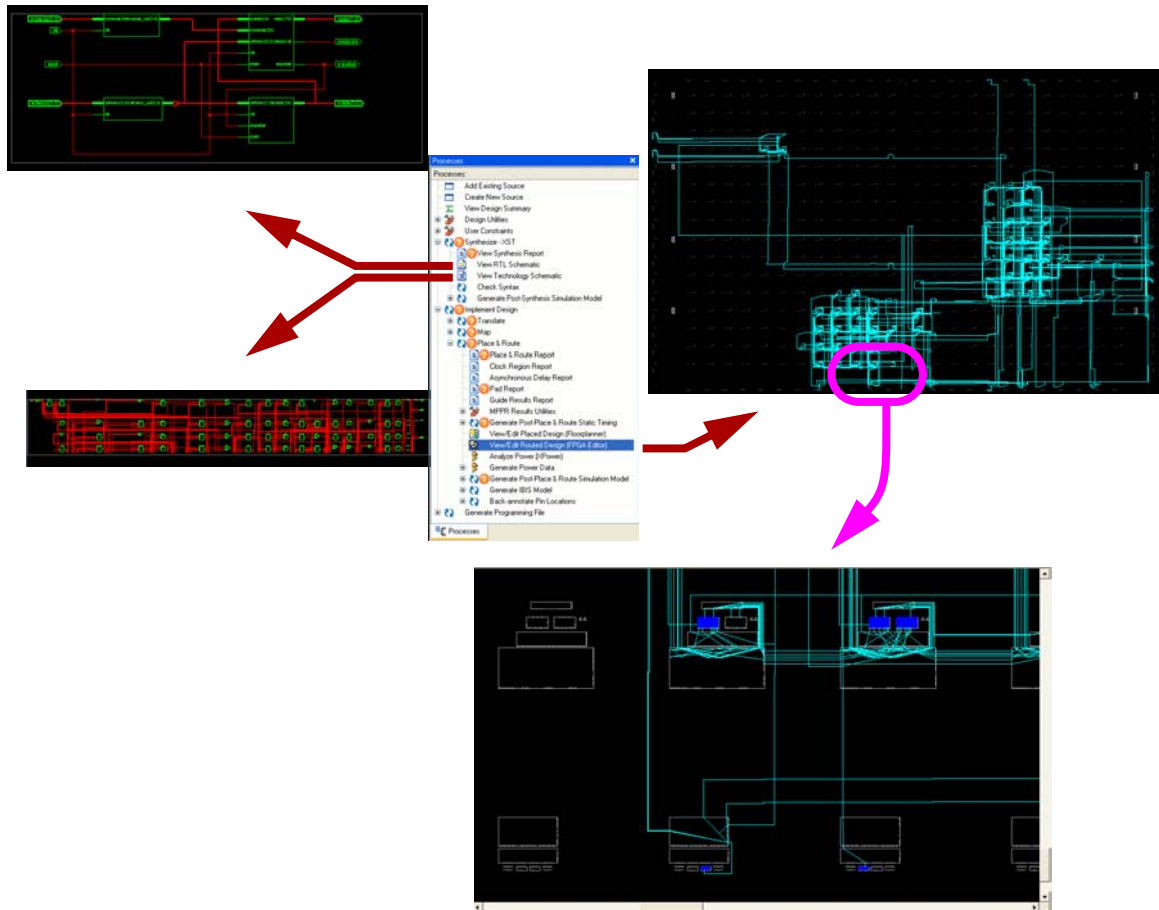 Processes
Processes:
Add Existing Source
Create New Source
View Design Summary
Design Utilities
User Constraints
Synthesize - XST
View Synthesis Report
View RTL Schematic
View Technology Schematic
Check Syntax
Generate Post-Synthesis Simulation Model
Implement Design
Translate
Map
Place & Route
Place & Route Report
Clock Region Report
Asynchronous Delay Report
Pad Report
Guide Results Report
MPPR Results Utilities
Generate Post-Place & Route Static Timing
View/Edit Placed Design (Floorplanner)
View/Edit Routed Design (FPGA Editor)
Analyze Power (XPower)
Generate Power Data
Generate Post-Place & Route Simulation Model
Generate IBIS Model
Back-annotate Pin Locations
Generate Programming File
Processes